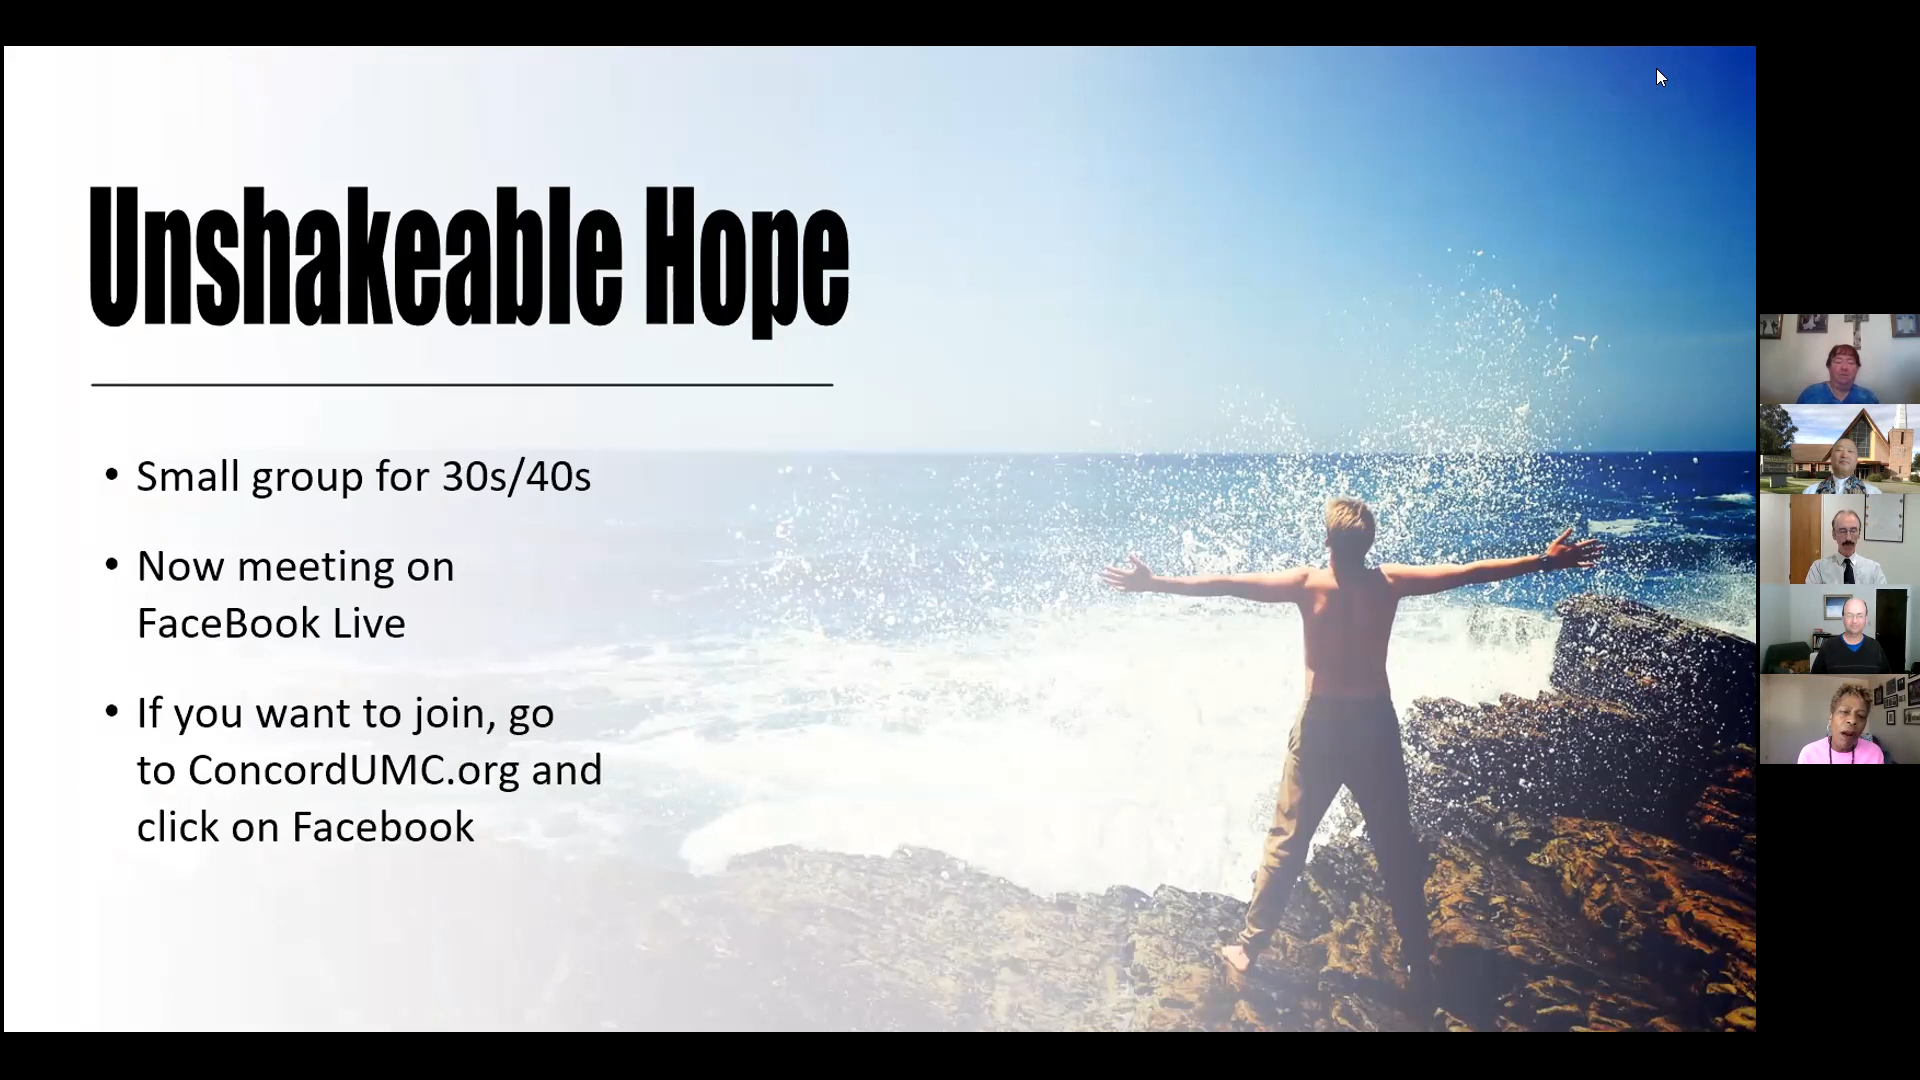 Unshakeable Hope
• Small group for 30s/40s
• Now meeting on
FaceBook Live
• If you want to join, go
to ConcordUMC.org and
click on Facebook